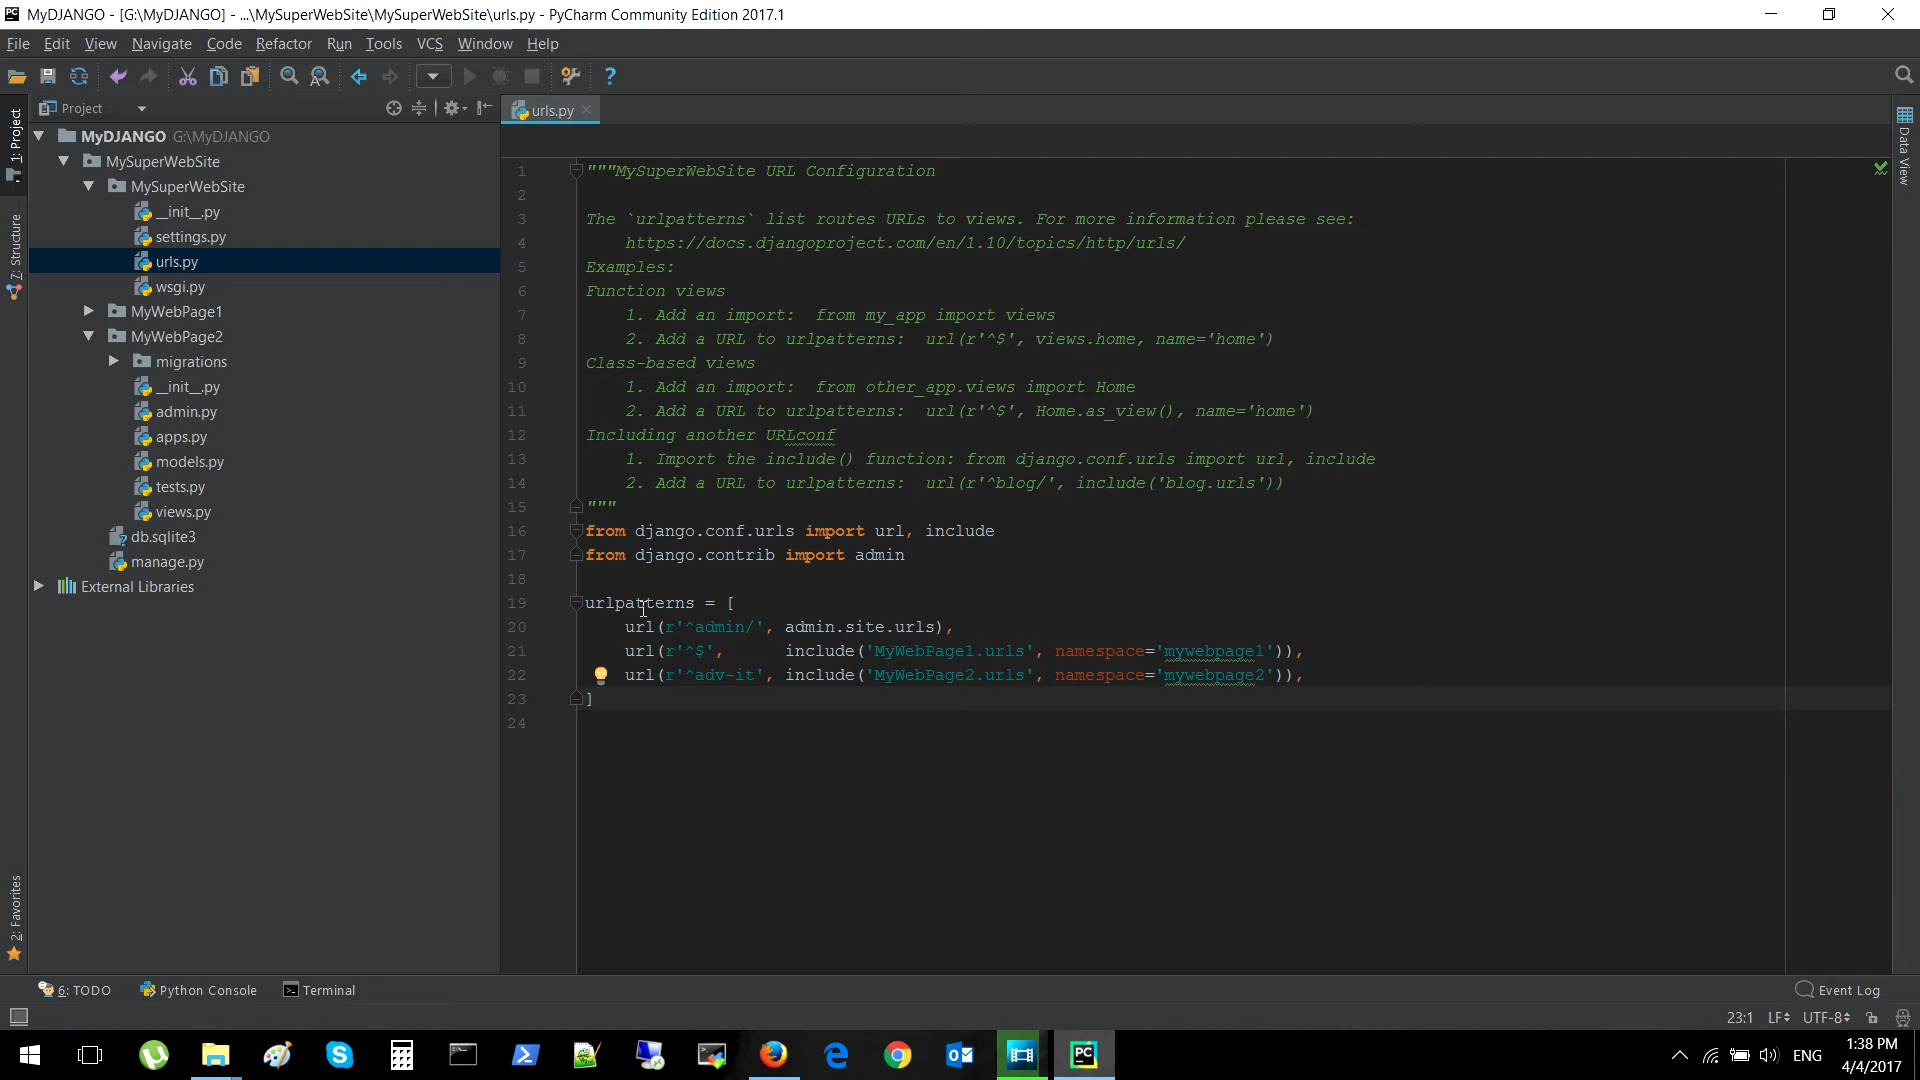 MyDJANGO - [G:\MyDJANGO] - ...\MySuperWebSite\MySuperWebSite\urls.py - PyCharm Community Edition 2017.1
File Edit View Navigate Code Refactor Run Tools VCS Window Help
Project
urls.py
1: Project
7: Structure
2: Favorites
Data View
MyDJANGO G:\MyDJANGO
MySuperWebSite
MySuperWebSite
__init__.py
settings.py
urls.py
wsgi.py
MyWebPage1
MyWebPage2
migrations
__init__.py
admin.py
apps.py
models.py
tests.py
views.py
db.sqlite3
manage.py
External Libraries
1 """MySuperWebSite URL Configuration
2
3 The `urlpatterns` list routes URLs to views. For more information please see:
4 https://docs.djangoproject.com/en/1.10/topics/http/urls/
5 Examples:
6 Function views
7 1. Add an import:  from my_app import views
8 2. Add a URL to urlpatterns:  url(r'^$', views.home, name='home')
9 Class-based views
10 1. Add an import:  from other_app.views import Home
11 2. Add a URL to urlpatterns:  url(r'^$', Home.as_view(), name='home')
12 Including another URLconf
13 1. Import the include() function: from django.conf.urls import url, include
14 2. Add a URL to urlpatterns:  url(r'^blog/', include('blog.urls'))
15 """
16 from django.conf.urls import url, include
17 from django.contrib import admin
18
19 urlpatterns = [
20 url(r'^admin/', admin.site.urls),
21 url(r'^$',      include('MyWebPage1.urls', namespace='mywebpage1')),
22 url(r'^adv-it', include('MyWebPage2.urls', namespace='mywebpage2')),
23 ]
24
6: TODO Python Console Terminal Event Log
23:1 LF UTF-8
ENG 1:38 PM
4/4/2017